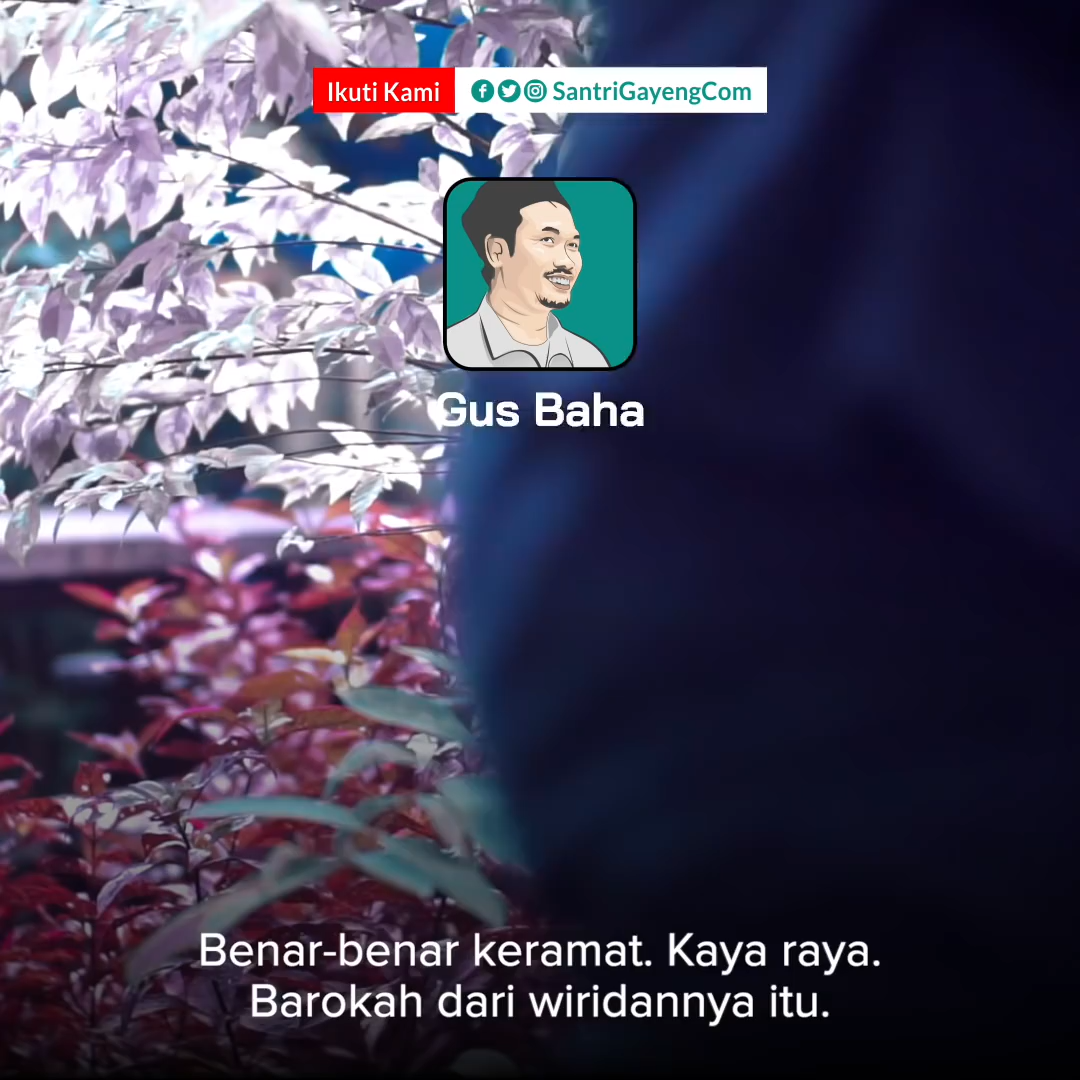 Ikuti Kami SantriGayengCom
Gus Baha
Benar-benar keramat. Kaya raya.
Barokah dari wiridannya itu.